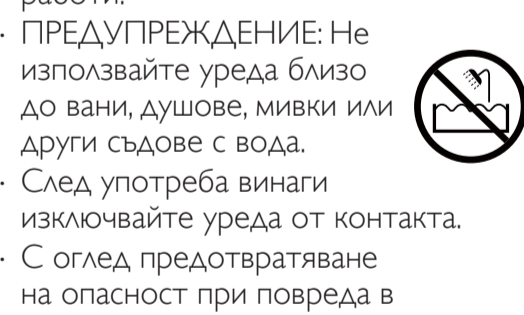 работи.
· ПРЕДУПРЕЖДЕНИЕ: Не
използвайте уреда близо
до вани, душове, мивки или
други съдове с вода.
· След употреба винаги
изключвайте уреда от контакта.
· С оглед предотвратяване
на опасност при повреда в